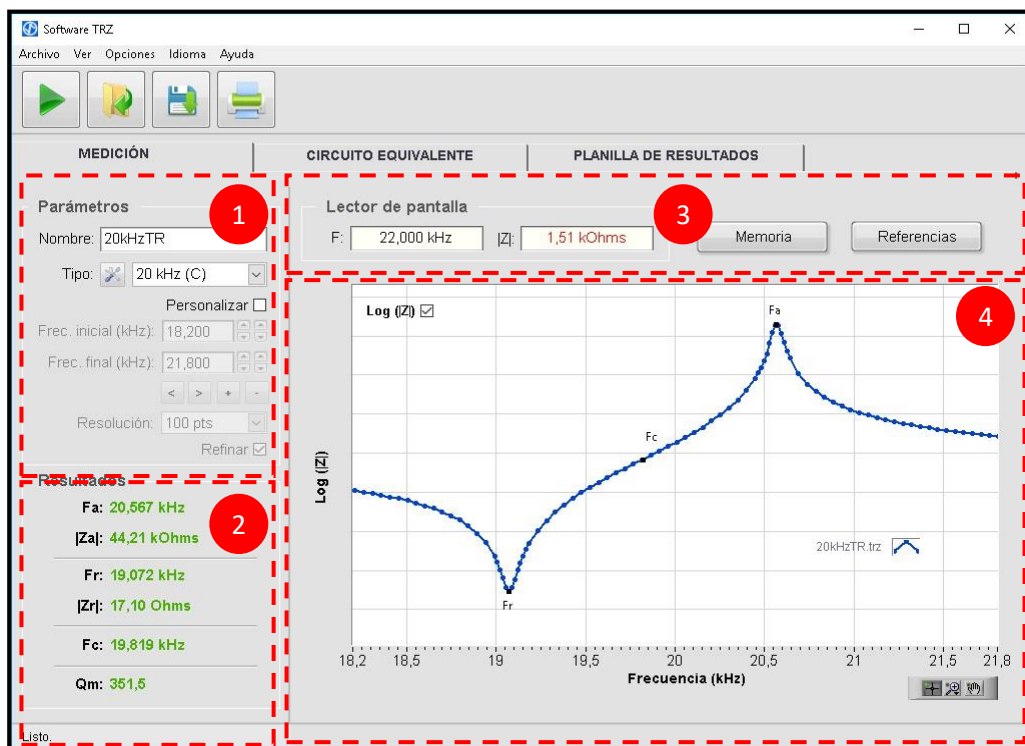 Software TRZ
Archivo Ver Opciones Idioma Ayuda
MEDICIÓN
CIRCUITO EQUIVALENTE
PLANILLA DE RESULTADOS
Parámetros
1
Nombre: 20kHzTR
Tipo: 20 kHz (C)
Personalizar
Frec. inicial (kHz): 18,200
Frec. final (kHz): 21,800
< > + -
Resolución: 100 pts
Refinar
Resultados
2
Fa: 20,567 kHz
|Za|: 44,21 kOhms
Fr: 19,072 kHz
|Zr|: 17,10 Ohms
Fc: 19,819 kHz
Qm: 351,5
Listo.
Lector de pantalla
3
F: 22,000 kHz |Z|: 1,51 kOhms
Memoria
Referencias
4
Log (|Z|)
Fa
Fc
Fr
Log (|Z|)
20kHzTR.trz
18,2 18,5 19 19,5 20 20,5 21 21,5 21,8
Frecuencia (kHz)